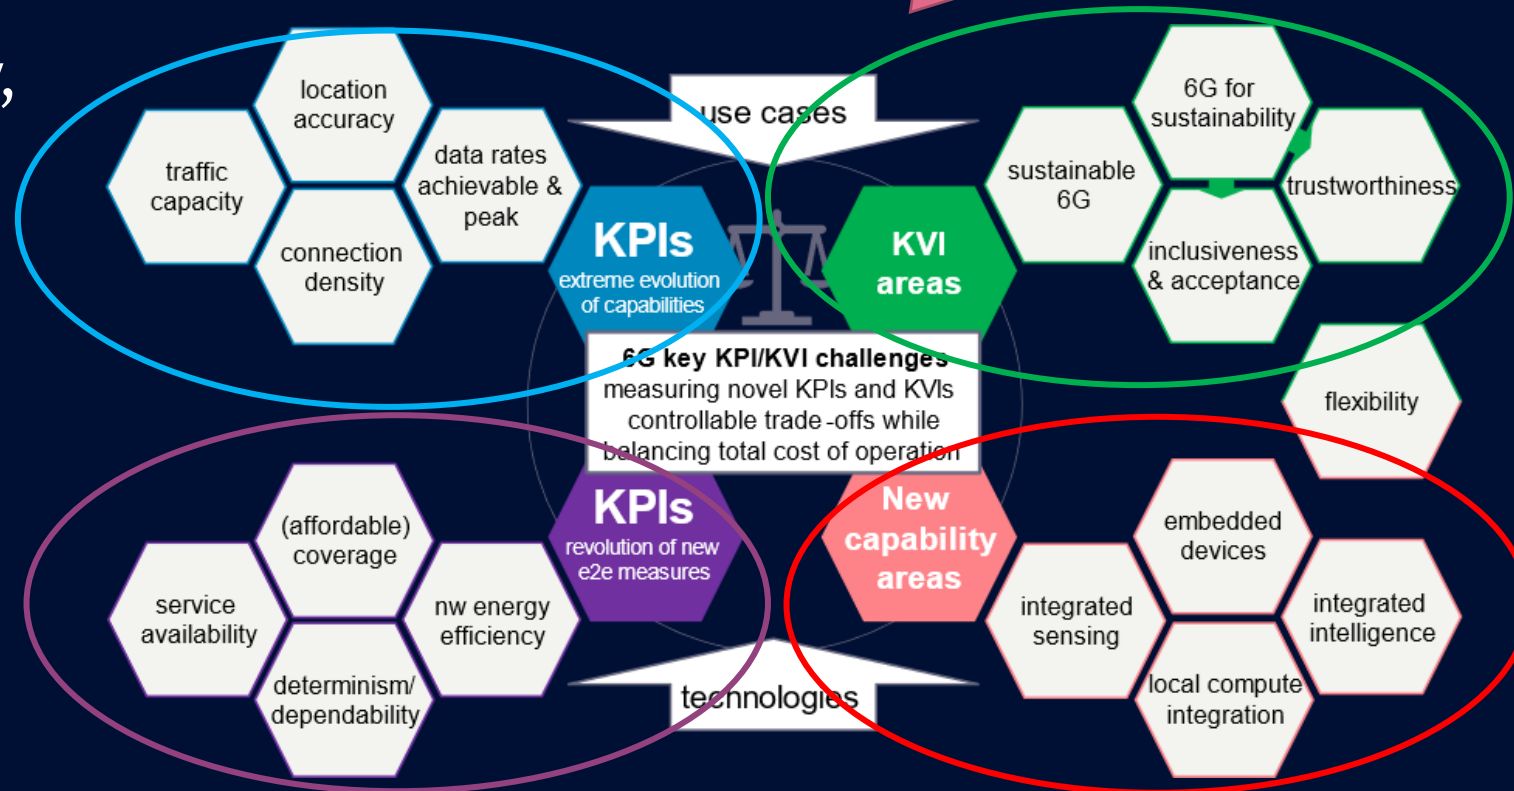 ,
location
accuracy
traffic
capacity
data rates
achievable &
peak
connection
density
KPIs
extreme evolution
of capabilities
use cases
KVI
areas
sustainable
6G
6G for
sustainability
trustworthiness
inclusiveness
& acceptance
flexibility
6G key KPI/KVI challenges
measuring novel KPIs and KVIs
controllable trade-offs while
balancing total cost of operation
(affordable)
coverage
service
availability
nw energy
efficiency
determinism/
dependability
KPIs
revolution of new
e2e measures
technologies
New
capability
areas
integrated
sensing
embedded
devices
integrated
intelligence
local compute
integration